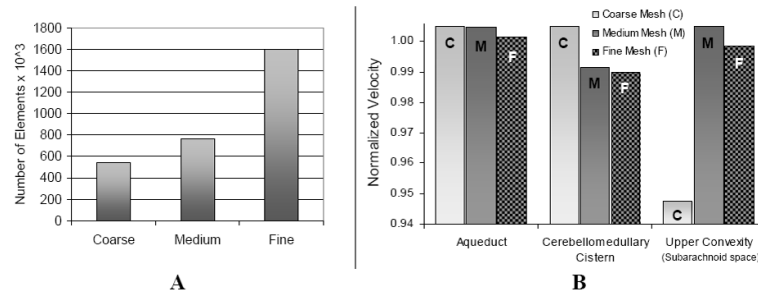 Number of Elements x 10^3
1800
1600
1400
1200
1000
800
600
400
200
0
Coarse
Medium
Fine
A
Normalized Velocity
1.00
0.99
0.98
0.97
0.96
0.95
0.94
Coarse Mesh (C)
Medium Mesh (M)
Fine Mesh (F)
C
M
F
C
M
F
C
M
F
Aqueduct
Cerebellomedullary
Cistern
Upper Convexity
(Subarachnoid space)
B